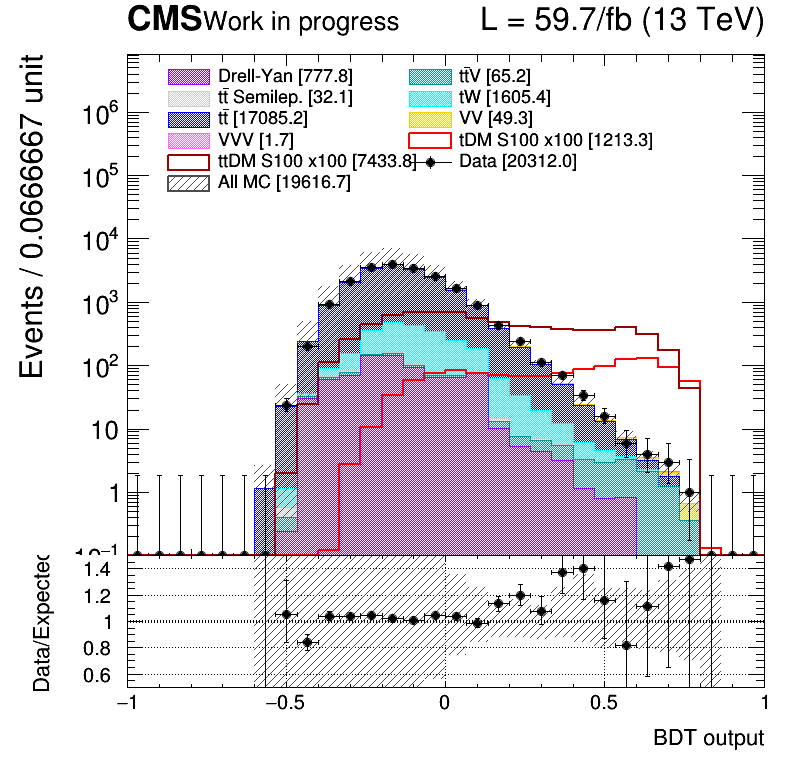 CMS Work in progress L = 59.7/fb (13 TeV)
Events / 0.0666667 unit
Drell-Yan [777.8] tt̄V [65.2]
tt̄ Semilep. [32.1] tW [1605.4]
tt̄ [17085.2] VV [49.3]
VVV [1.7] tDM S100 x100 [1213.3]
ttDM S100 x100 [7433.8] Data [20312.0]
All MC [19616.7]
10⁶
10⁵
10⁴
10³
10²
10
1
10⁻¹
Data/Expected
1.4
1.2
1
0.8
0.6
−1 −0.5 0 0.5 1
BDT output